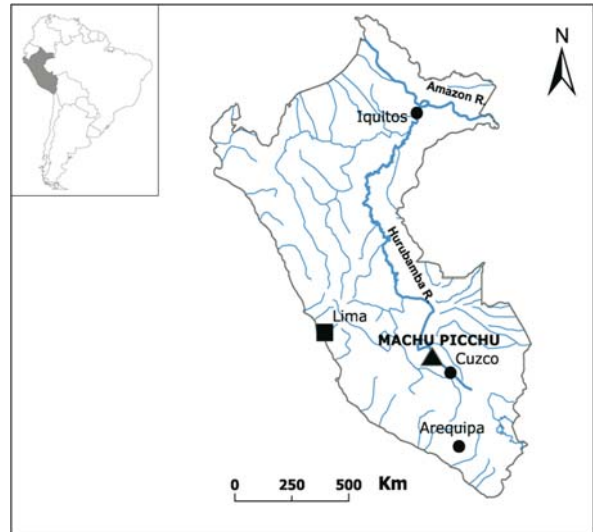 N
Amazon R.
Iquitos
Hurubamba R.
Lima
MACHU PICCHU
Cuzco
Arequipa
0 250 500 Km